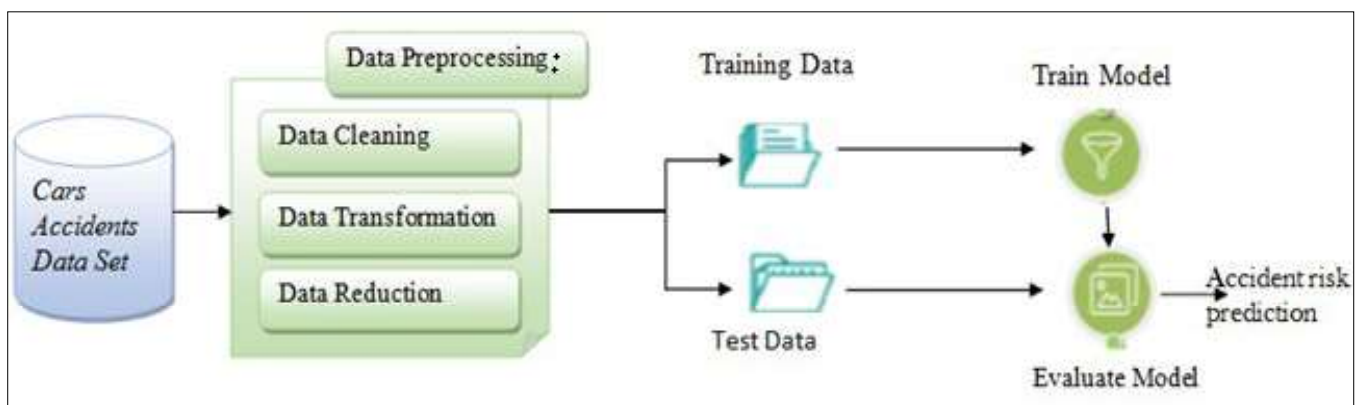 Data Preprocessing:
Training Data
Train Model
Data Cleaning
Cars
Accidents
Data Set
Data Transformation
Data Reduction
Accident risk
prediction
Test Data
Evaluate Model